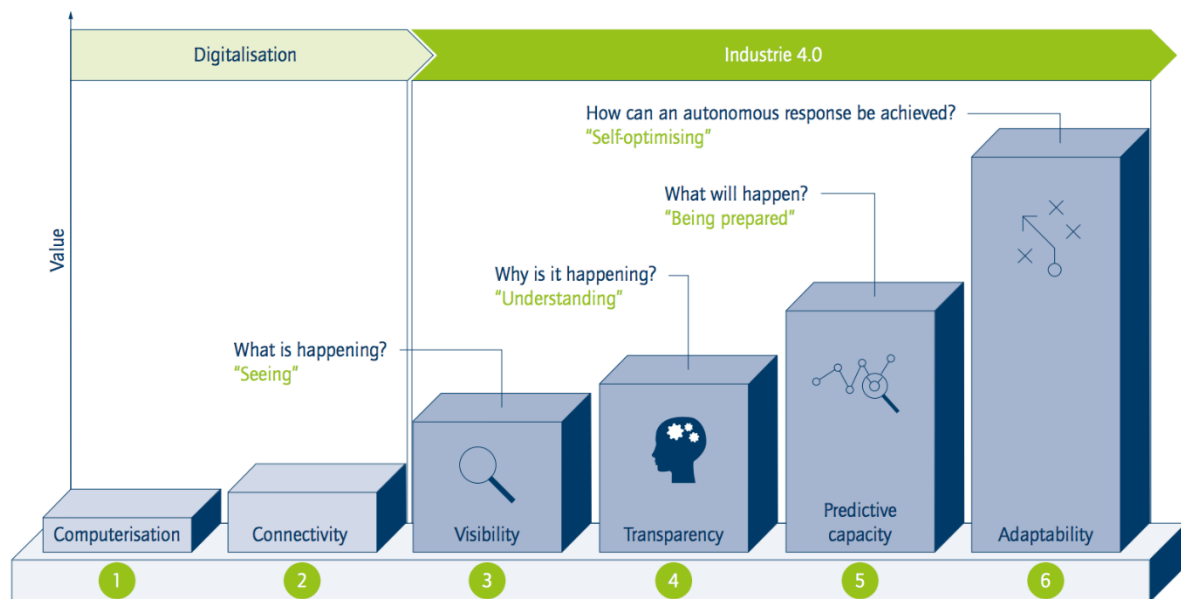 Digitalisation
Industrie 4.0
Value
How can an autonomous response be achieved?
"Self-optimising"
What will happen?
"Being prepared"
Why is it happening?
"Understanding"
What is happening?
"Seeing"
Computerisation
Connectivity
Visibility
Transparency
Predictive
capacity
Adaptability
1
2
3
4
5
6